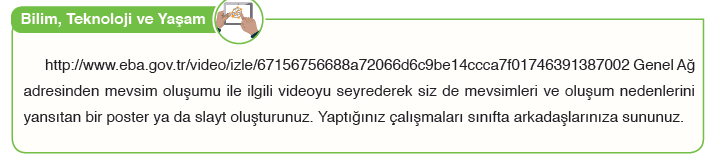 Bilim, Teknoloji ve Yaşam
http://www.eba.gov.tr/video/izle/67156756688a72066d6c9be14ccca7f01746391387002 Genel Ağ
adresinden mevsim oluşumu ile ilgili videoyu seyrederek siz de mevsimleri ve oluşum nedenlerini
yansıtan bir poster ya da slayt oluşturunuz. Yaptığınız çalışmaları sınıfta arkadaşlarınıza sununuz.